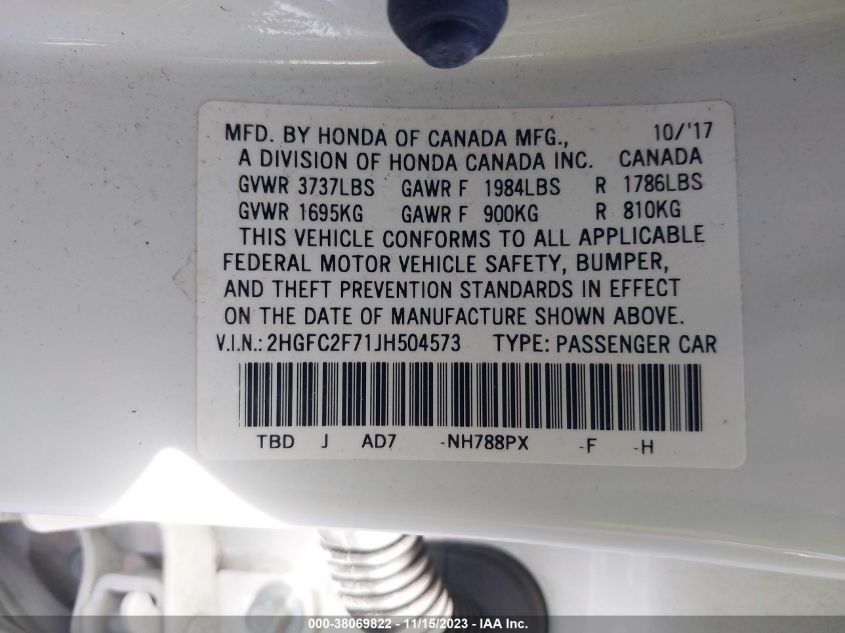 MFD. BY HONDA OF CANADA MFG., 10/'17
A DIVISION OF HONDA CANADA INC. CANADA
GVWR 3737LBS GAWR F 1984LBS R 1786LBS
GVWR 1695KG GAWR F 900KG R 810KG
THIS VEHICLE CONFORMS TO ALL APPLICABLE
FEDERAL MOTOR VEHICLE SAFETY, BUMPER,
AND THEFT PREVENTION STANDARDS IN EFFECT
ON THE DATE OF MANUFACTURE SHOWN ABOVE.
V.I.N.: 2HGFC2F71JH504573 TYPE: PASSENGER CAR
TBD J AD7 -NH788PX -F -H
000-38069822 - 11/15/2023 - IAA Inc.